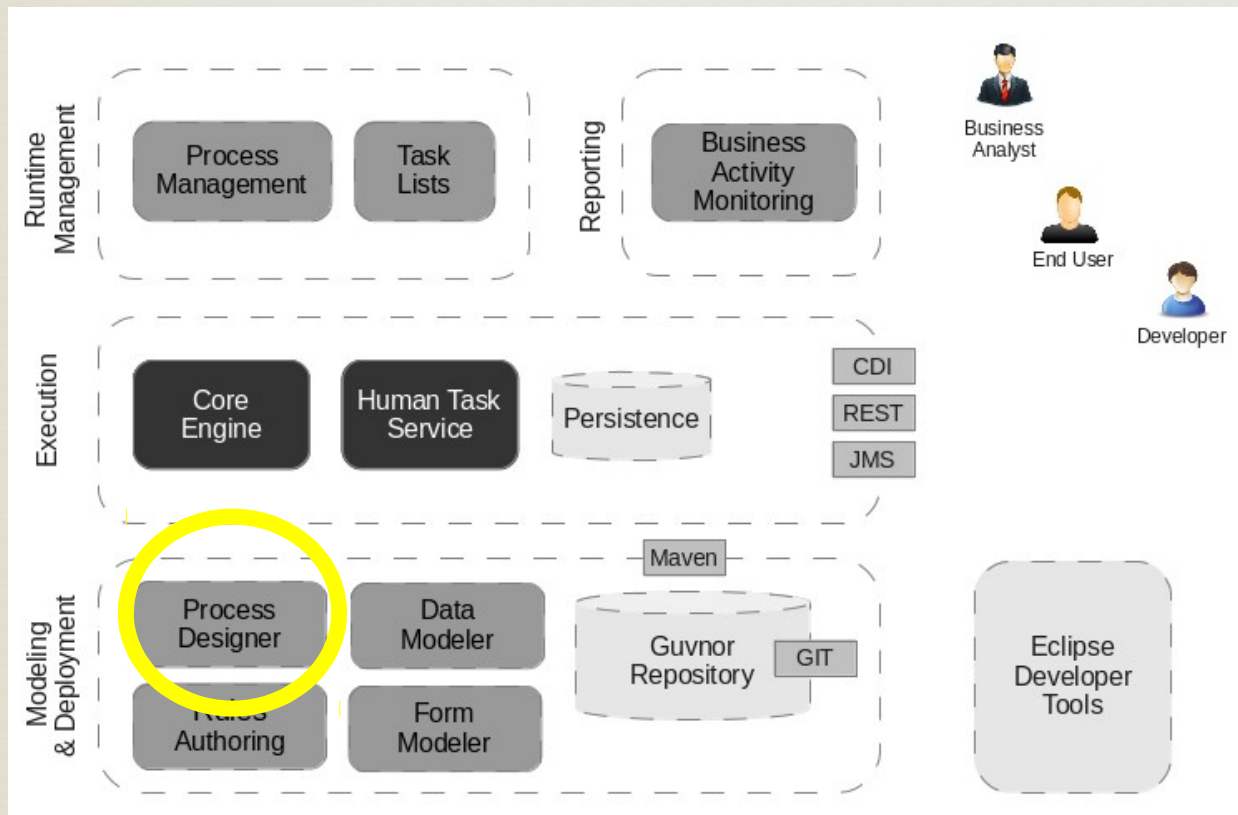 Runtime
Management
Process
Management
Task
Lists
Reporting
Business
Activity
Monitoring
Business
Analyst
End User
Developer
Execution
Core
Engine
Human Task
Service
Persistence
CDI
REST
JMS
Modeling
& Deployment
Process
Designer
Data
Modeler
Rules
Authoring
Form
Modeler
Maven
Guvnor
Repository
GIT
Eclipse
Developer
Tools